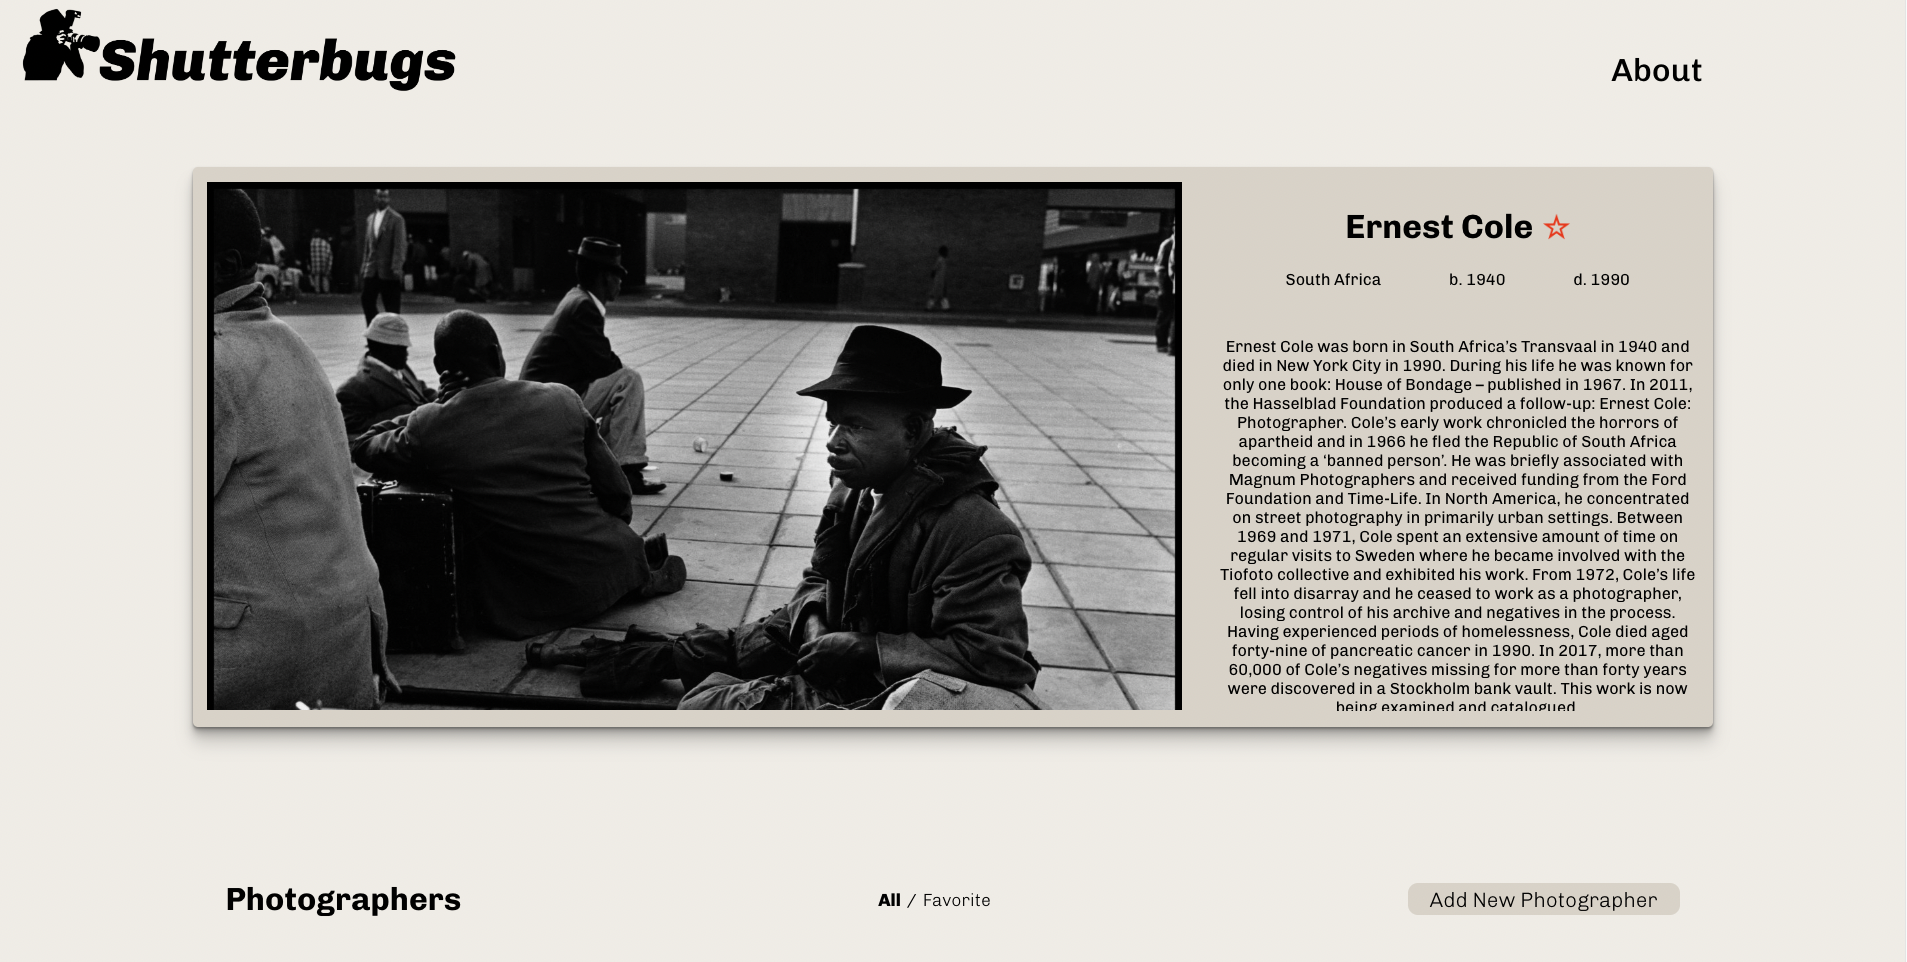 Shutterbugs
About
Ernest Cole ☆
South Africa b. 1940 d. 1990
Ernest Cole was born in South Africa’s Transvaal in 1940 and
died in New York City in 1990. During his life he was known for
only one book: House of Bondage – published in 1967. In 2011,
the Hasselblad Foundation produced a follow-up: Ernest Cole:
Photographer. Cole’s early work chronicled the horrors of
apartheid and in 1966 he fled the Republic of South Africa
becoming a ‘banned person’. He was briefly associated with
Magnum Photographers and received funding from the Ford
Foundation and Time-Life. In North America, he concentrated
on street photography in primarily urban settings. Between
1969 and 1971, Cole spent an extensive amount of time on
regular visits to Sweden where he became involved with the
Tiofoto collective and exhibited his work. From 1972, Cole’s life
fell into disarray and he ceased to work as a photographer,
losing control of his archive and negatives in the process.
Having experienced periods of homelessness, Cole died aged
forty-nine of pancreatic cancer in 1990. In 2017, more than
60,000 of Cole’s negatives missing for more than forty years
were discovered in a Stockholm bank vault. This work is now
being examined and catalogued
Photographers
All / Favorite
Add New Photographer